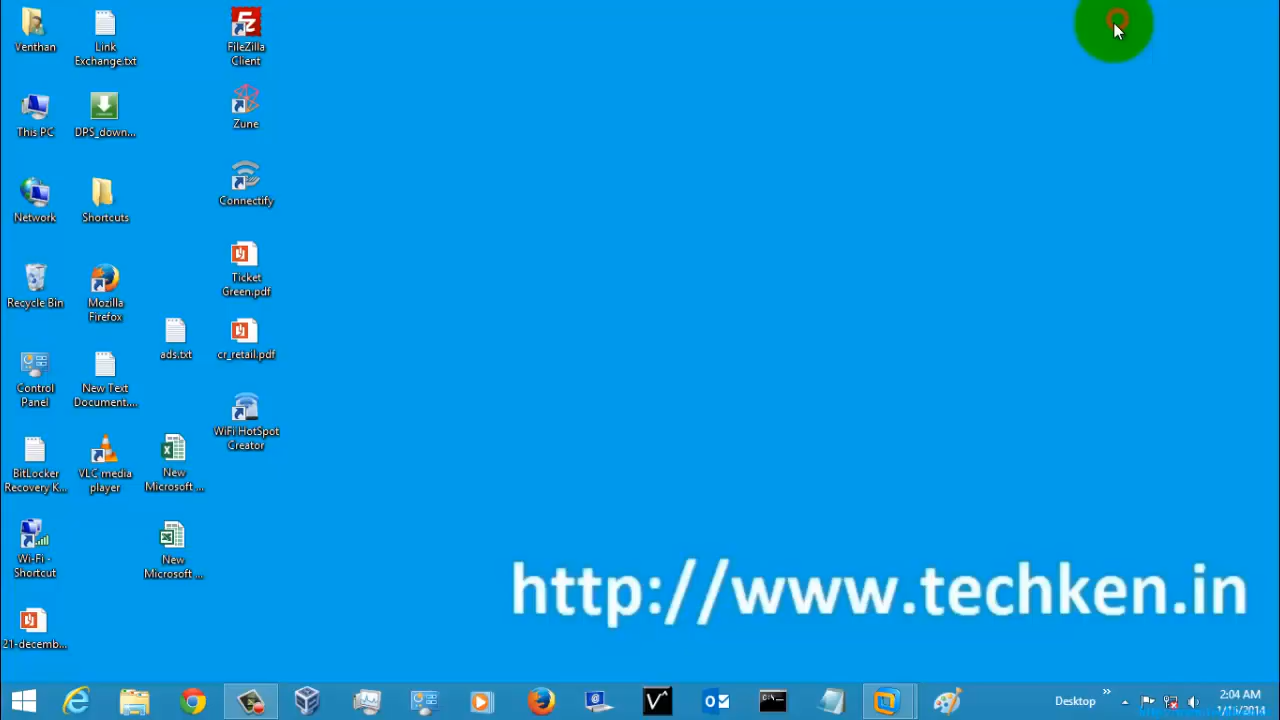 Venthan
Link
Exchange.txt
FileZilla
Client
This PC
DPS_down...
Zune
Network
Shortcuts
Connectify
Recycle Bin
Mozilla
Firefox
Ticket
Green.pdf
ads.txt
cr_retail.pdf
Control
Panel
New Text
Document....
WiFi HotSpot
Creator
BitLocker
Recovery K...
VLC media
player
New
Microsoft ...
Wi-Fi -
Shortcut
New
Microsoft ...
21-decemb...
http://www.techken.in
Desktop
2:04 AM